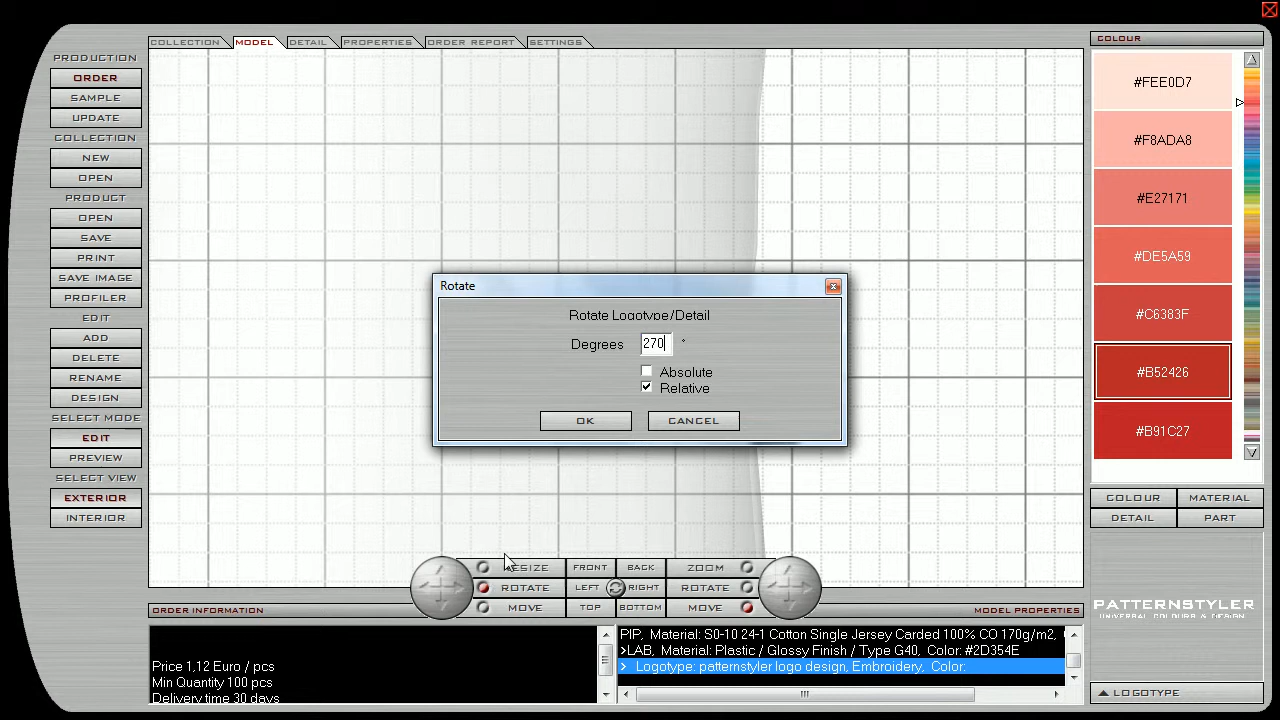 COLLECTION MODEL DETAIL PROPERTIES ORDER REPORT SETTINGS
PRODUCTION
ORDER
SAMPLE
UPDATE
COLLECTION
NEW
OPEN
PRODUCT
OPEN
SAVE
PRINT
SAVE IMAGE
PROFILER
EDIT
ADD
DELETE
RENAME
DESIGN
SELECT MODE
EDIT
PREVIEW
SELECT VIEW
EXTERIOR
INTERIOR
Rotate
Rotate Logotype/Detail
Degrees 270 °
Absolute
Relative
OK CANCEL
RESIZE FRONT BACK ZOOM
ROTATE LEFT RIGHT ROTATE
MOVE TOP BOTTOM MOVE
ORDER INFORMATION
Price 1,12 Euro / pcs
Min Quantity 100 pcs
Delivery time 30 days
MODEL PROPERTIES
PIP, Material: S0-10 24-1 Cotton Single Jersey Carded 100% CO 170g/m2,
>LAB, Material: Plastic / Glossy Finish / Type G40, Color: #2D354E
> Logotype: patternstyler logo design, Embroidery, Color:
COLOUR
#FEE0D7
#F8ADA8
#E27171
#DE5A59
#C6383F
#B52426
#B91C27
COLOUR MATERIAL
DETAIL PART
PATTERNSTYLER
UNIVERSAL COLOURS & DESIGN
LOGOTYPE